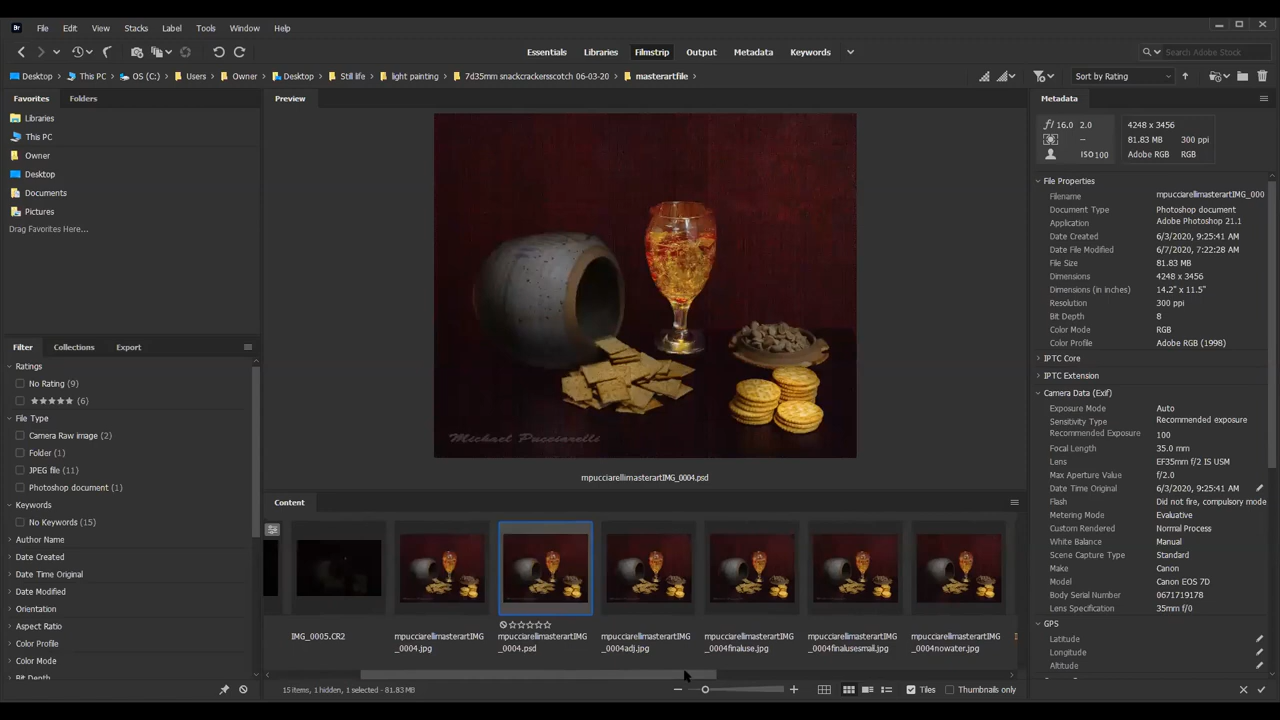 Br File Edit View Stacks Label Tools Window Help
Essentials Libraries Filmstrip Output Metadata Keywords Search Adobe Stock
Desktop This PC OS (C:) Users Owner Desktop Still life light painting 7d35mm snackcrackersscotch 06-03-20 masterartfile Sort by Rating
Favorites Folders
Libraries
This PC
Owner
Desktop
Documents
Pictures
Drag Favorites Here...
Filter Collections Export
Ratings
No Rating (9)
★★★★★ (6)
File Type
Camera Raw image (2)
Folder (1)
JPEG file (11)
Photoshop document (1)
Keywords
No Keywords (15)
Author Name
Date Created
Date Time Original
Date Modified
Orientation
Aspect Ratio
Color Profile
Color Mode
Bit Depth
Preview
Michael Pucciarelli
mpucciarellimasterartIMG_0004.psd
Content
IMG_0005.CR2
mpucciarellimasterartIMG
_0004.jpg
mpucciarellimasterartIMG
_0004.psd
mpucciarellimasterartIMG
_0004adj.jpg
mpucciarellimasterartIMG
_0004finaluse.jpg
mpucciarellimasterartIMG
_0004finalusesmall.jpg
mpucciarellimasterartIMG
_0004nowater.jpg
15 items, 1 hidden, 1 selected - 81.83 MB
Tiles Thumbnails only
Metadata
f/ 16.0 2.0
--
ISO100
4248 x 3456
81.83 MB 300 ppi
Adobe RGB RGB
File Properties
Filename mpucciarellimasterartIMG_000
Document Type Photoshop document
Application Adobe Photoshop 21.1
Date Created 6/3/2020, 9:25:41 AM
Date File Modified 6/7/2020, 7:22:28 AM
File Size 81.83 MB
Dimensions 4248 x 3456
Dimensions (in inches) 14.2" x 11.5"
Resolution 300 ppi
Bit Depth 8
Color Mode RGB
Color Profile Adobe RGB (1998)
IPTC Core
IPTC Extension
Camera Data (Exif)
Exposure Mode Auto
Sensitivity Type Recommended exposure
Recommended Exposure 100
Focal Length 35.0 mm
Lens EF35mm f/2 IS USM
Max Aperture Value f/2.0
Date Time Original 6/3/2020, 9:25:41 AM
Flash Did not fire, compulsory mode
Metering Mode Evaluative
Custom Rendered Normal Process
White Balance Manual
Scene Capture Type Standard
Make Canon
Model Canon EOS 7D
Body Serial Number 0671719178
Lens Specification 35mm f/0
GPS
Latitude
Longitude
Altitude